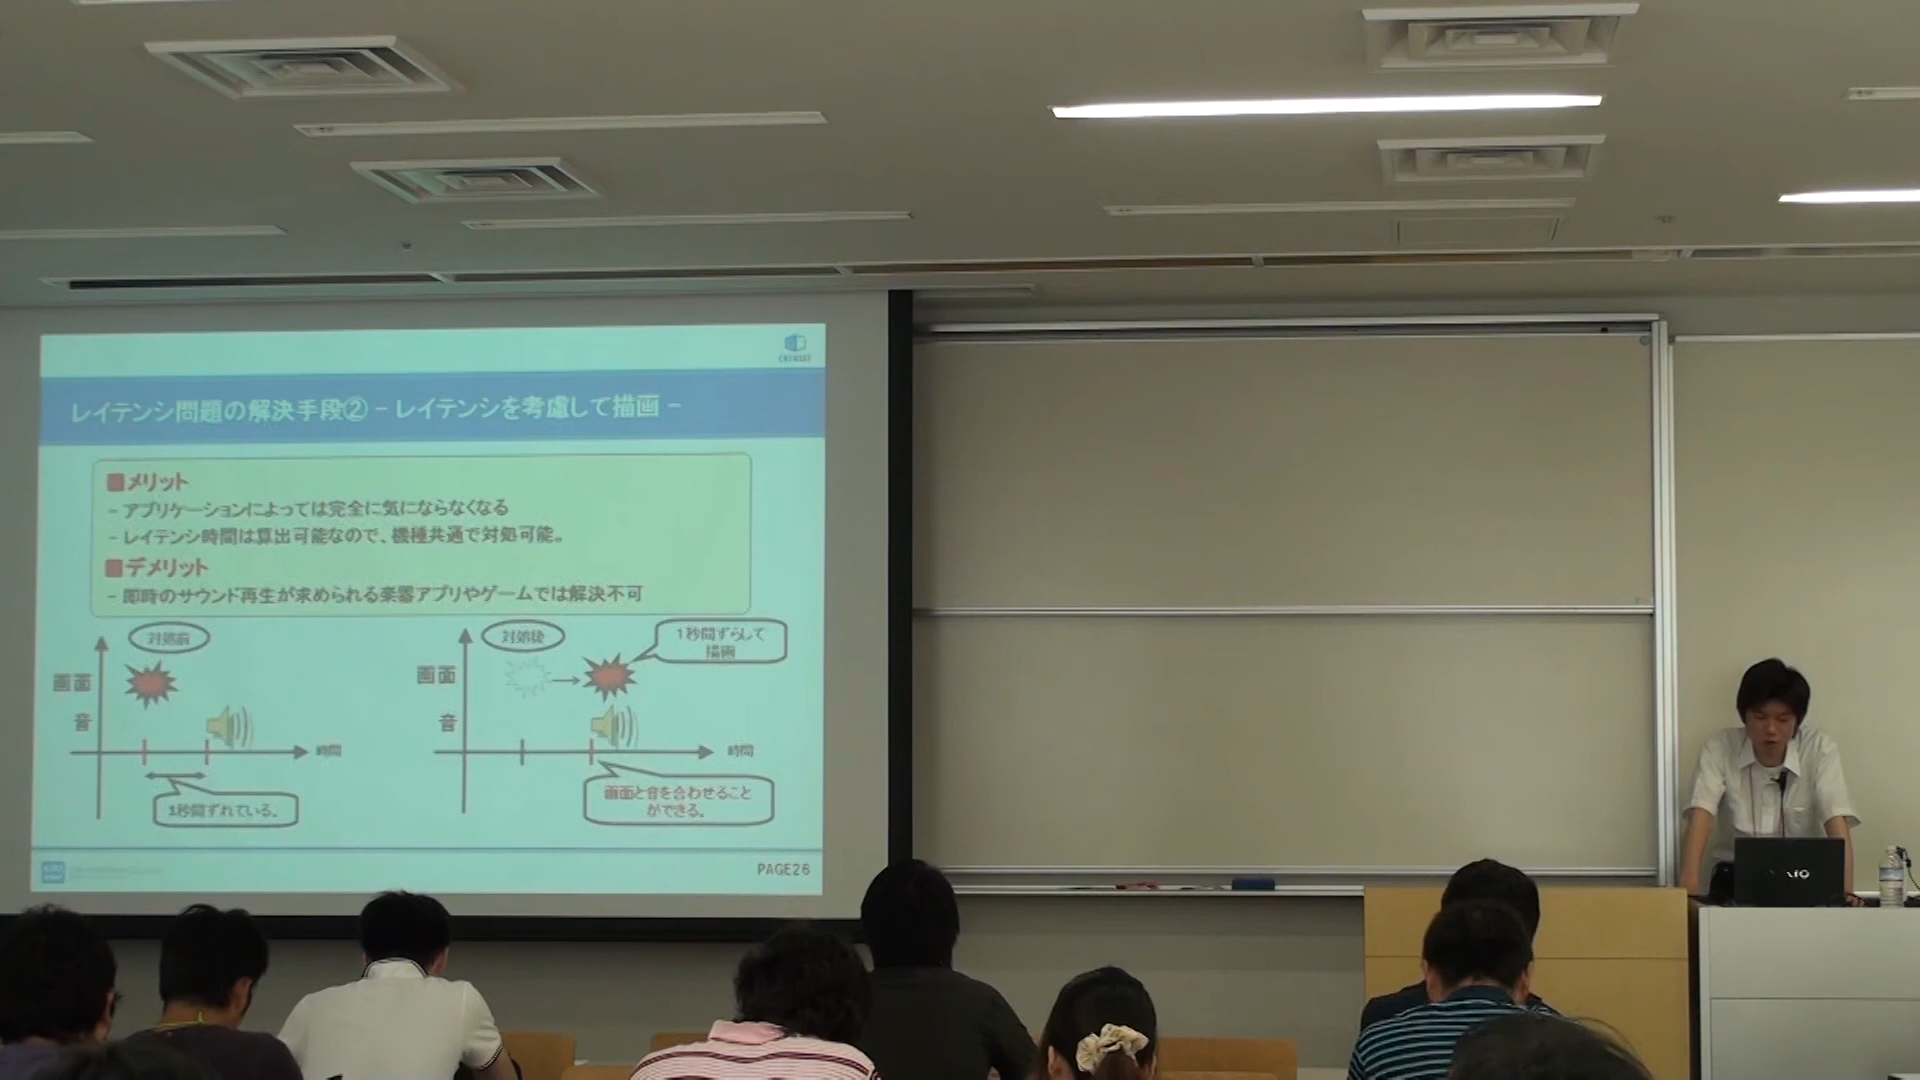 CRIWARE
レイテンシ問題の解決手段② - レイテンシを考慮して描画 -
■メリット
- アプリケーションによっては完全に気にならなくなる
- レイテンシ時間は算出可能なので、機種共通で対処可能。
■デメリット
- 即時のサウンド再生が求められる楽器アプリやゲームでは解決不可
対処前
画面
音
時間
1秒間ずれている。
対処後
1秒間ずらして
描画
画面
音
時間
画面と音を合わせること
ができる。
PAGE26
VAIO